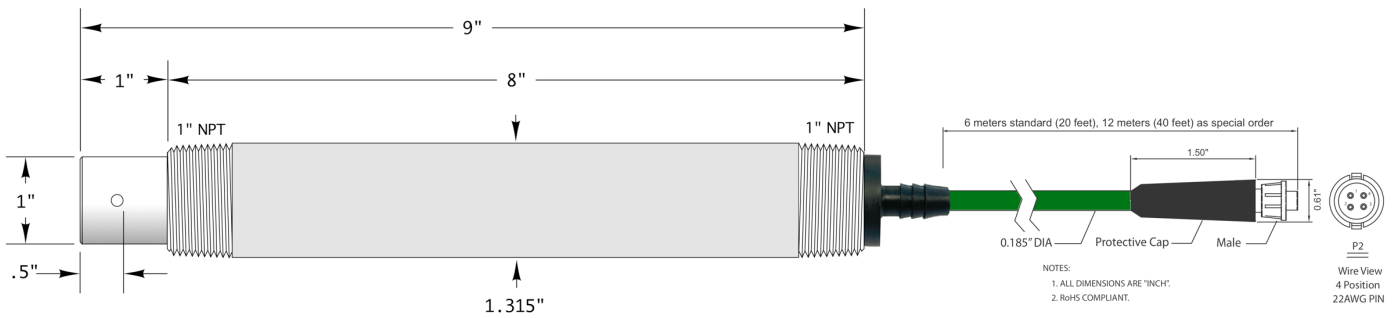 9"
1"
8"
1" NPT
1" NPT
6 meters standard (20 feet), 12 meters (40 feet) as special order
1.50"
1"
0.61"
.5"
1.315"
0.185" DIA
Protective Cap
Male
P2
Wire View
4 Position
22AWG PIN
NOTES:
1. ALL DIMENSIONS ARE "INCH".
2. RoHS COMPLIANT.